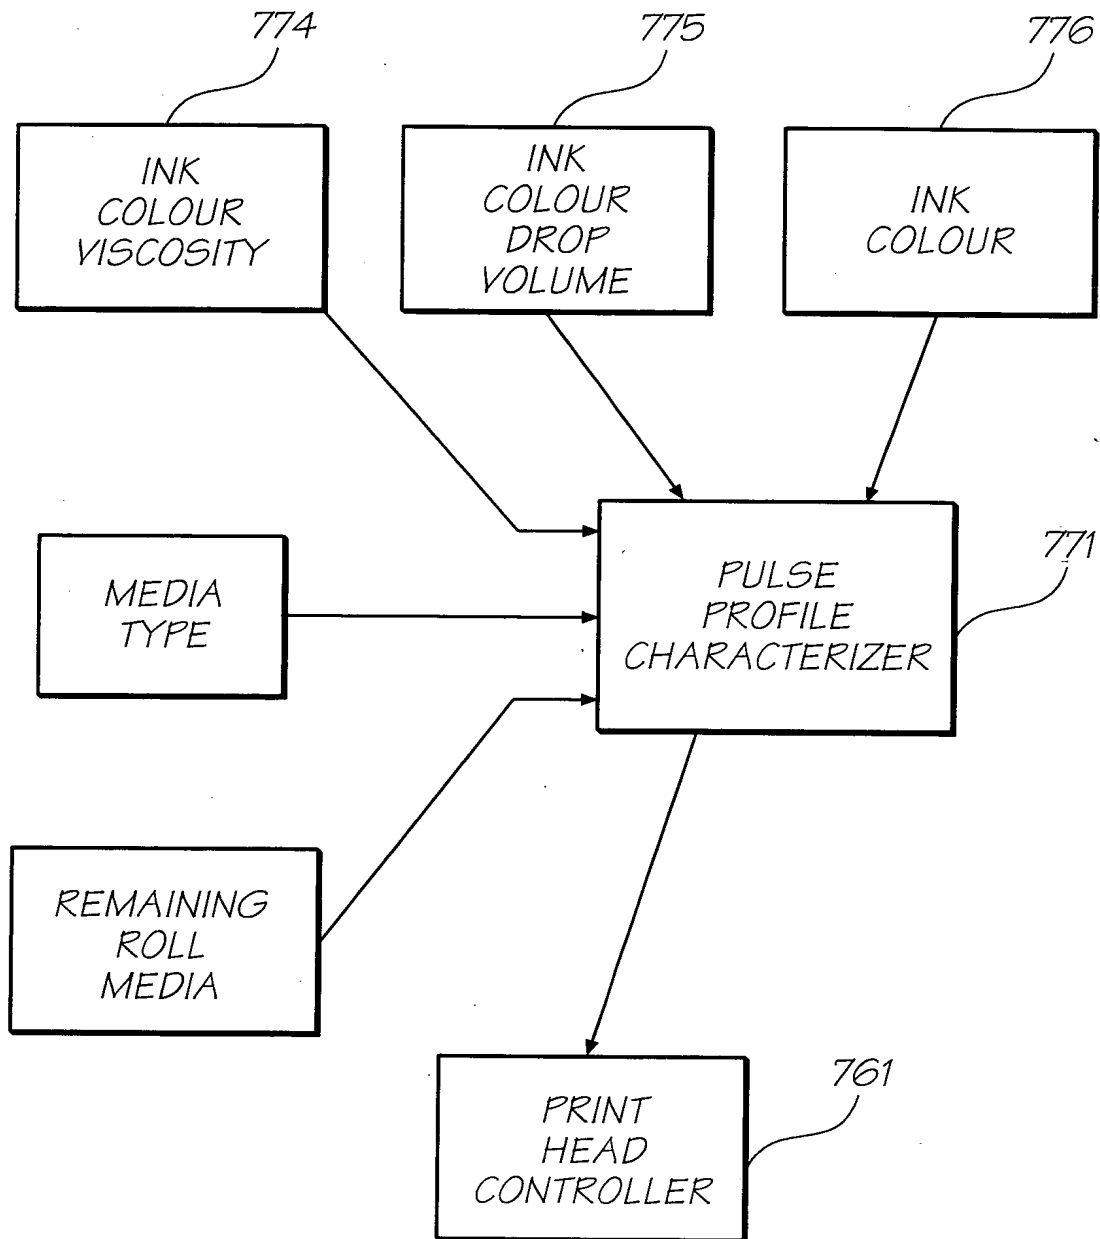 774
775
776
INK
COLOUR
VISCOSITY
INK
COLOUR
DROP
VOLUME
INK
COLOUR
771
MEDIA
TYPE
PULSE
PROFILE
CHARACTERIZER
REMAINING
ROLL
MEDIA
761
PRINT
HEAD
CONTROLLER